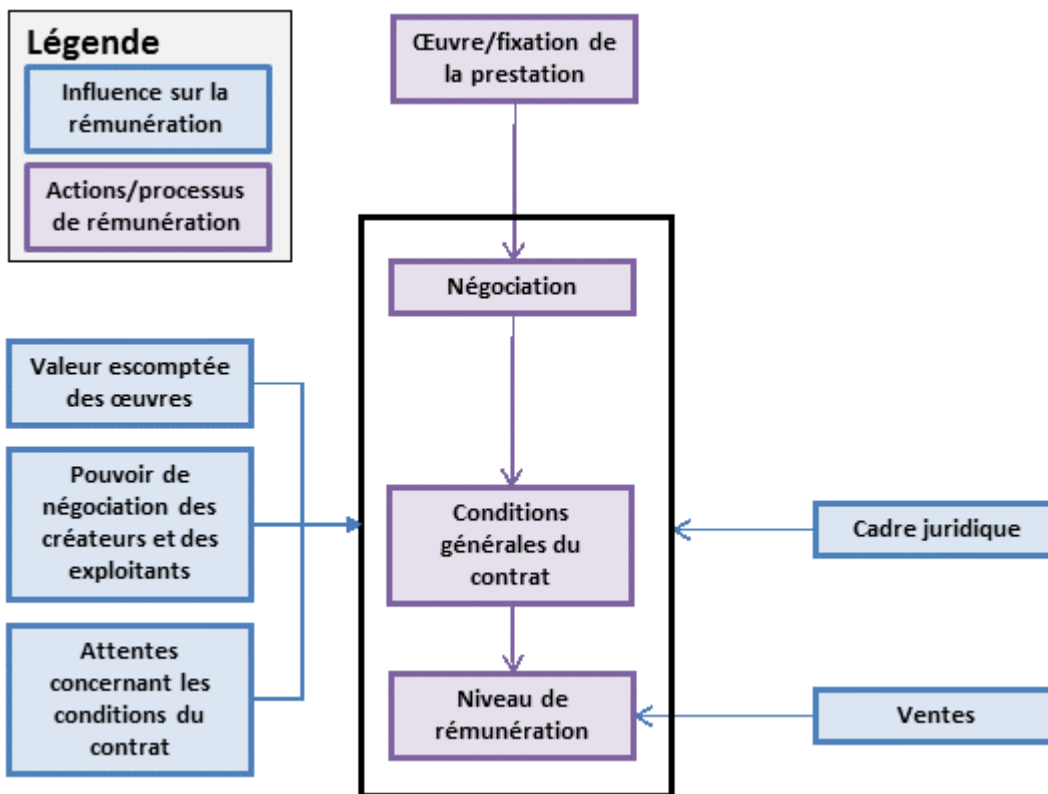 Légende
Influence sur la
rémunération
Actions/processus
de rémunération
Œuvre/fixation de
la prestation
Négociation
Valeur escomptée
des œuvres
Pouvoir de
négociation des
créateurs et des
exploitants
Attentes
concernant les
conditions du
contrat
Conditions
générales du
contrat
Niveau de
rémunération
Cadre juridique
Ventes